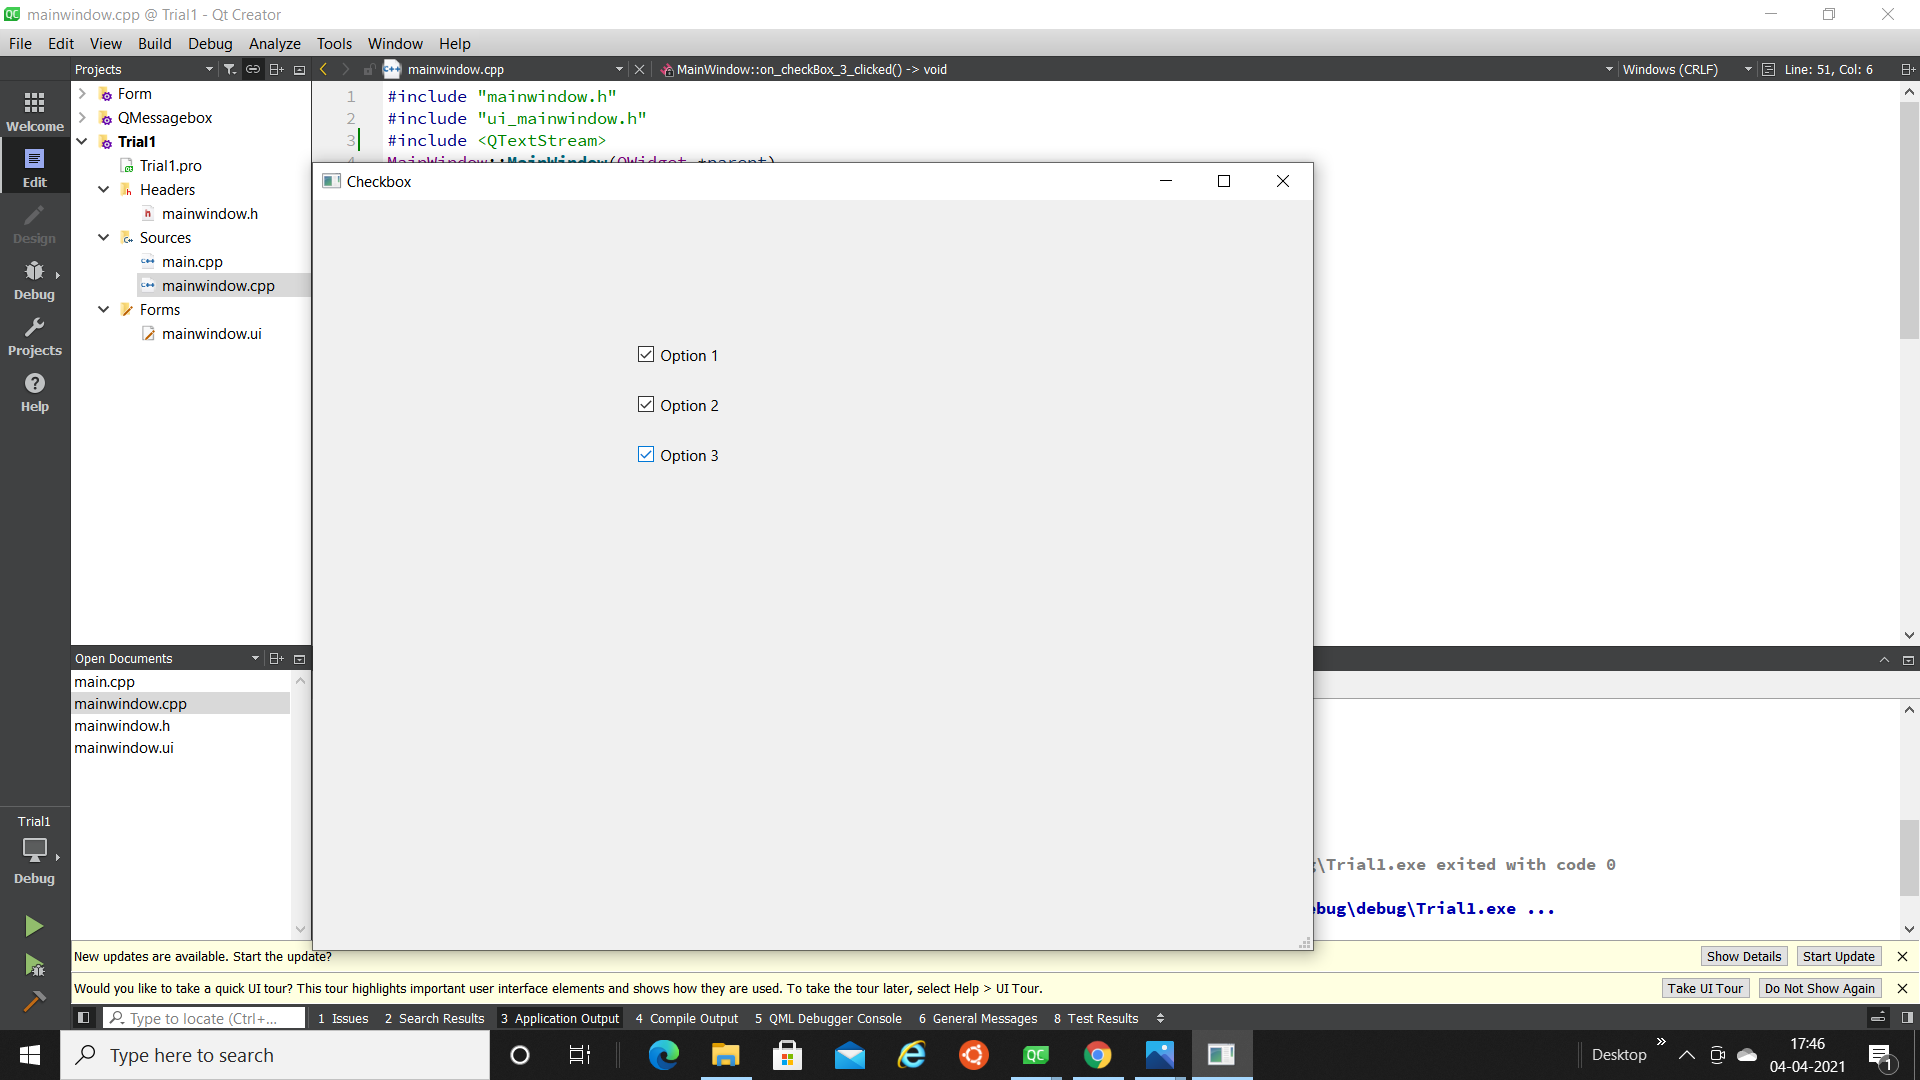 mainwindow.cpp @ Trial1 - Qt Creator
File Edit View Build Debug Analyze Tools Window Help
Projects
mainwindow.cpp
MainWindow::on_checkBox_3_clicked() -> void
Windows (CRLF)
Line: 51, Col: 6
Welcome
Edit
Design
Debug
Projects
Help
Form
QMessagebox
Trial1
Trial1.pro
Headers
mainwindow.h
Sources
main.cpp
mainwindow.cpp
Forms
mainwindow.ui
1 #include "mainwindow.h"
2 #include "ui_mainwindow.h"
3 #include <QTextStream>
4 MainWindow::MainWindow(QWidget *parent)
Checkbox
Option 1
Option 2
Option 3
Open Documents
main.cpp
mainwindow.cpp
mainwindow.h
mainwindow.ui
Trial1
Debug
\Trial1.exe exited with code 0
ebug\debug\Trial1.exe ...
New updates are available. Start the update?
Show Details Start Update
Would you like to take a quick UI tour? This tour highlights important user interface elements and shows how they are used. To take the tour later, select Help > UI Tour.
Take UI Tour Do Not Show Again
Type to locate (Ctrl+...
1 Issues 2 Search Results 3 Application Output 4 Compile Output 5 QML Debugger Console 6 General Messages 8 Test Results
Type here to search
Desktop
17:46
04-04-2021
1